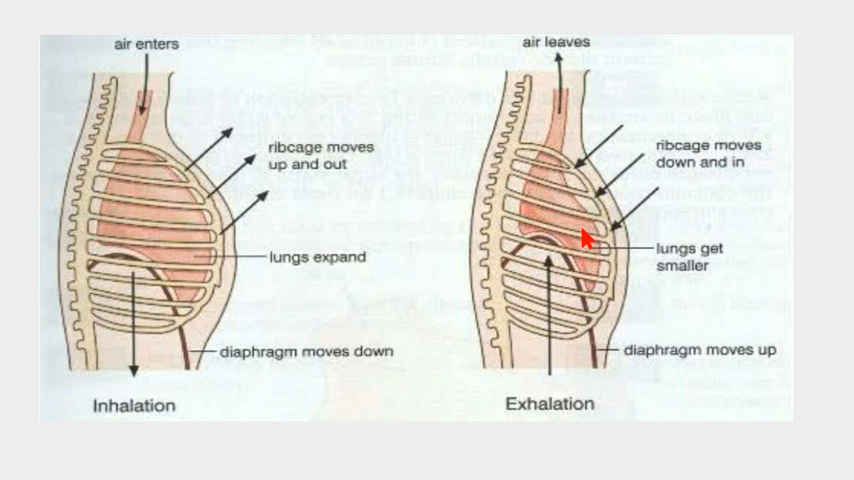 air enters
ribcage moves
up and out
lungs expand
diaphragm moves down
Inhalation
air leaves
ribcage moves
down and in
lungs get
smaller
diaphragm moves up
Exhalation